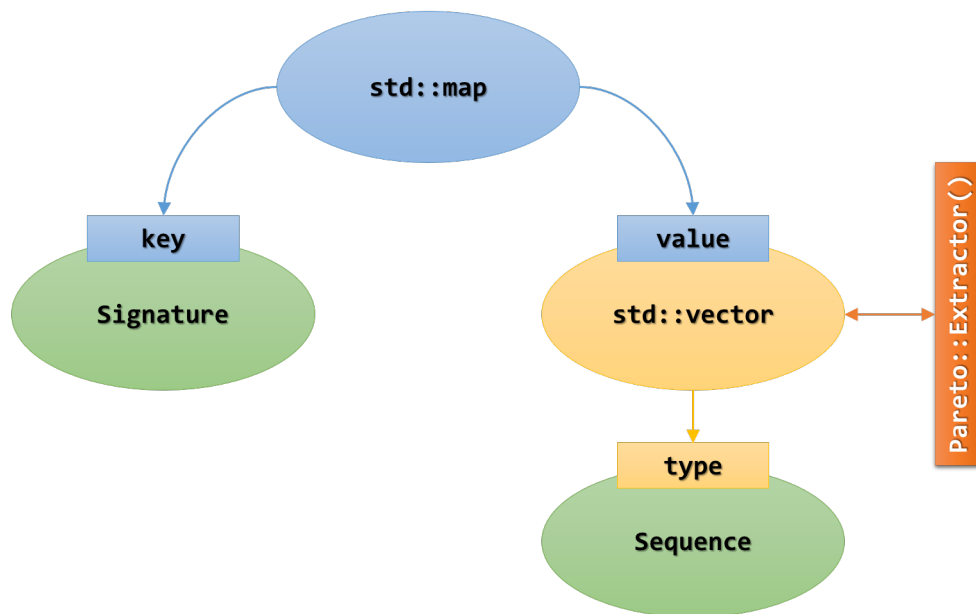 std::map
key
value
Signature
std::vector
Pareto::Extractor()
type
Sequence